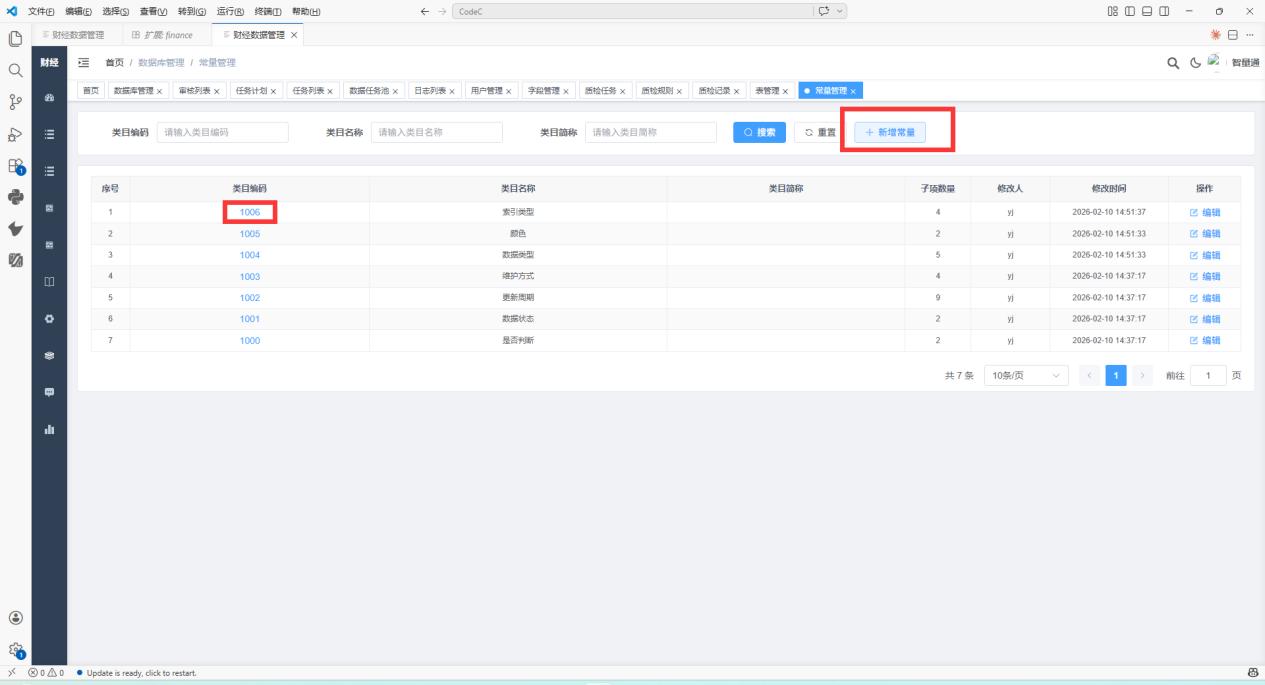 文件(F) 编辑(E) 选择(S) 查看(V) 转到(G) 运行(R) 终端(T) 帮助(H) CodeC
财经数据管理 扩展: finance 财经数据管理
财经 首页 / 数据库管理 / 常量管理 智量通
首页 数据库管理 审核列表 任务计划 任务列表 数据任务池 日志列表 用户管理 字段管理 质检任务 质检规则 质检记录 表管理 常量管理
类目编码 请输入类目编码 类目名称 请输入类目名称 类目简称 请输入类目简称 搜索 重置 新增常量
序号 类目编码 类目名称 类目简称 子项数量 修改人 修改时间 操作
1 1006 索引类型 4 yj 2026-02-10 14:51:37 编辑
2 1005 颜色 2 yj 2026-02-10 14:51:33 编辑
3 1004 数据类型 5 yj 2026-02-10 14:51:33 编辑
4 1003 维护方式 4 yj 2026-02-10 14:37:17 编辑
5 1002 更新周期 9 yj 2026-02-10 14:37:17 编辑
6 1001 数据状态 2 yj 2026-02-10 14:37:17 编辑
7 1000 是否判断 2 yj 2026-02-10 14:37:17 编辑
共 7 条 10条/页 1 前往 1 页
0 0 Update is ready, click to restart.